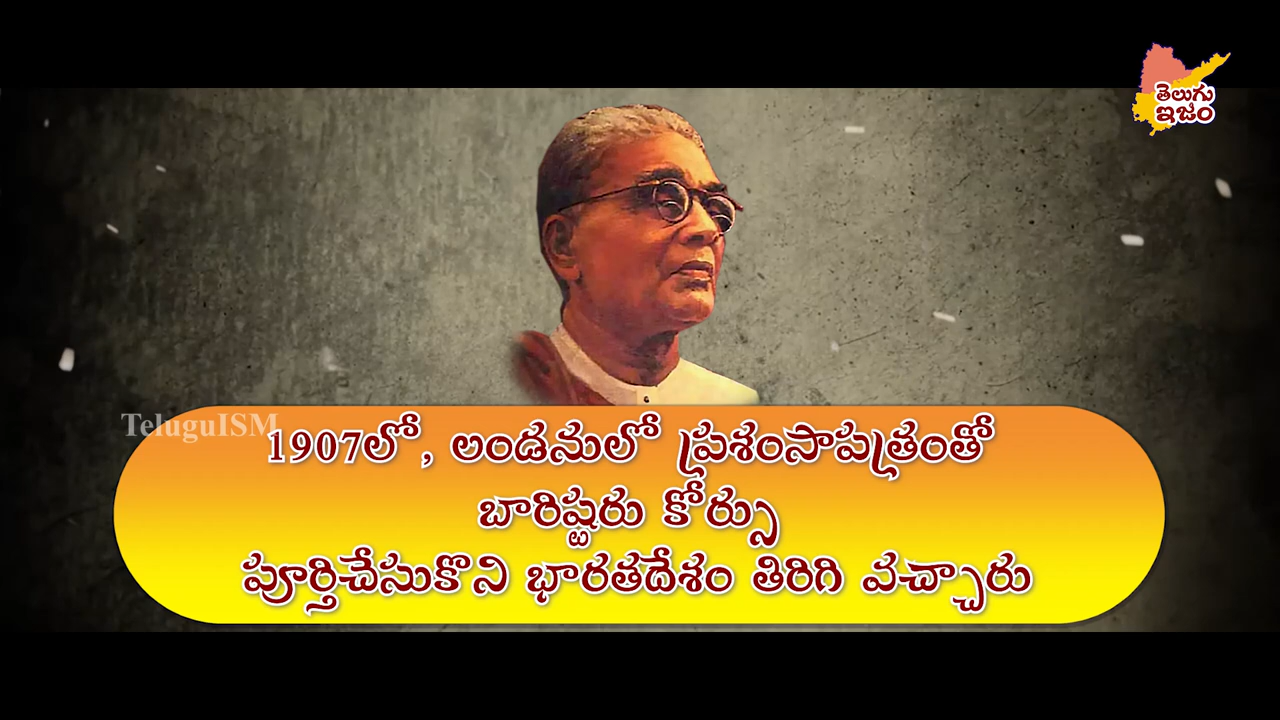 తెలుగు
ఇజం
TeluguISM
1907లో, లండనులో ప్రశంసాపత్రంతో
బారిష్టరు కోర్సు
పూర్తిచేసుకొని భారతదేశం తిరిగి వచ్చారు